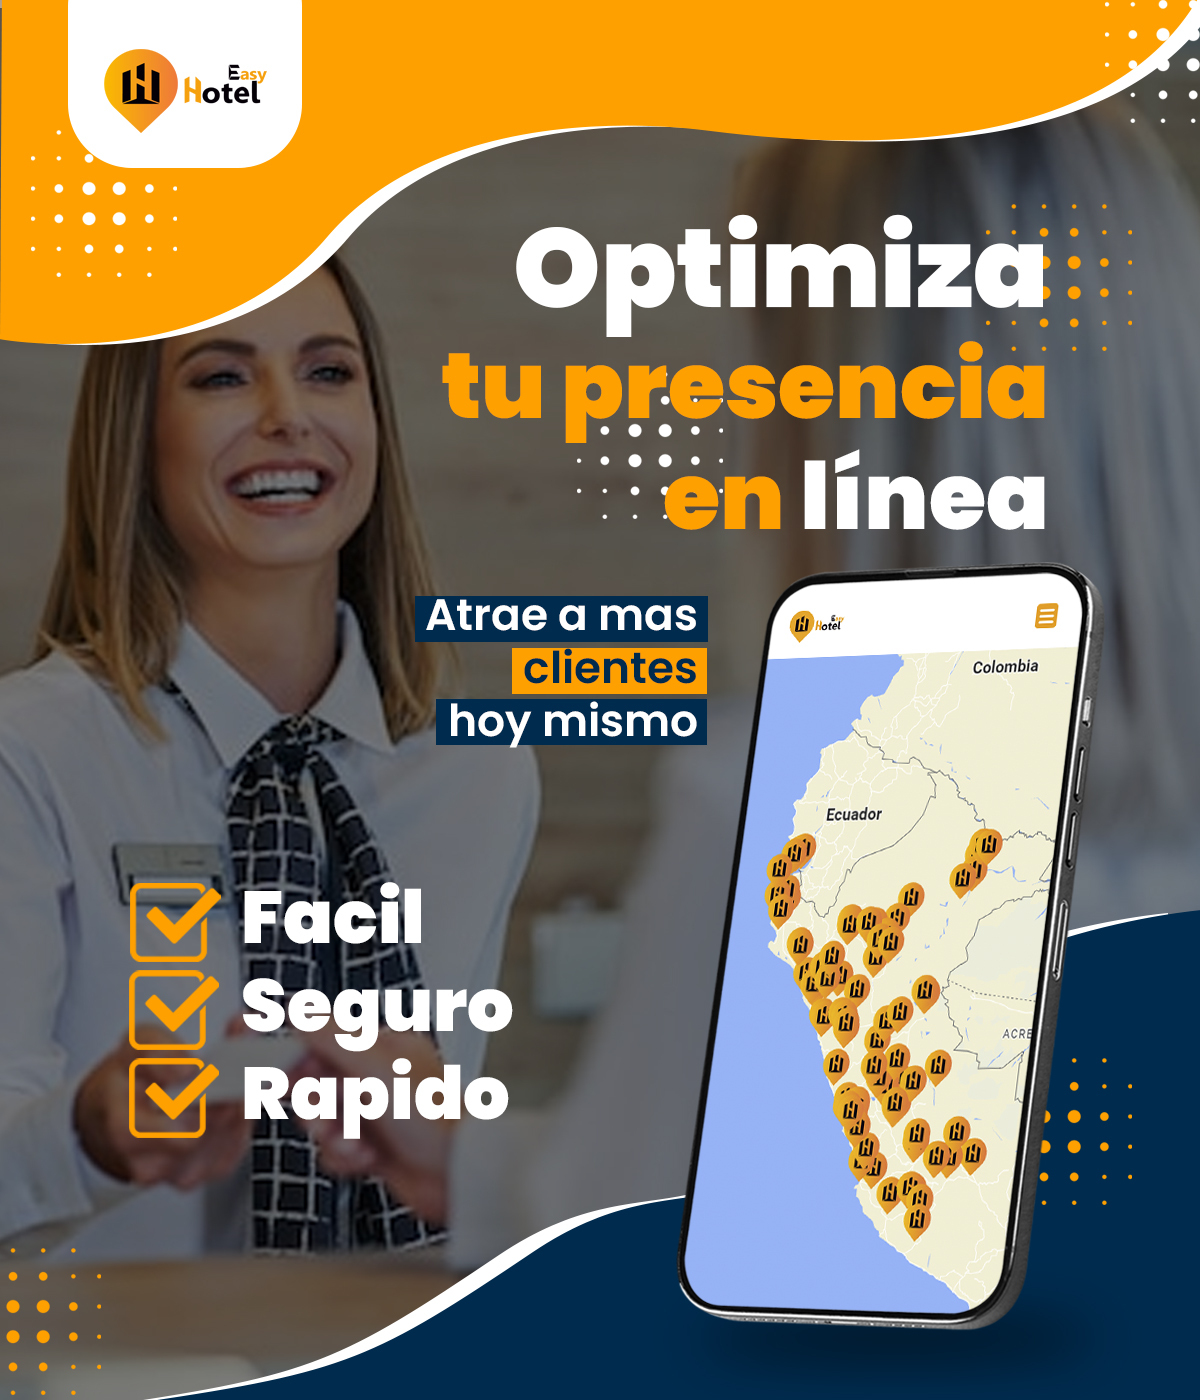 Easy
Hotel
Optimiza
tu presencia
en línea
Atrae a mas
clientes
hoy mismo
Easy
Hotel
Colombia
Ecuador
ACRE
Facil
Seguro
Rapido